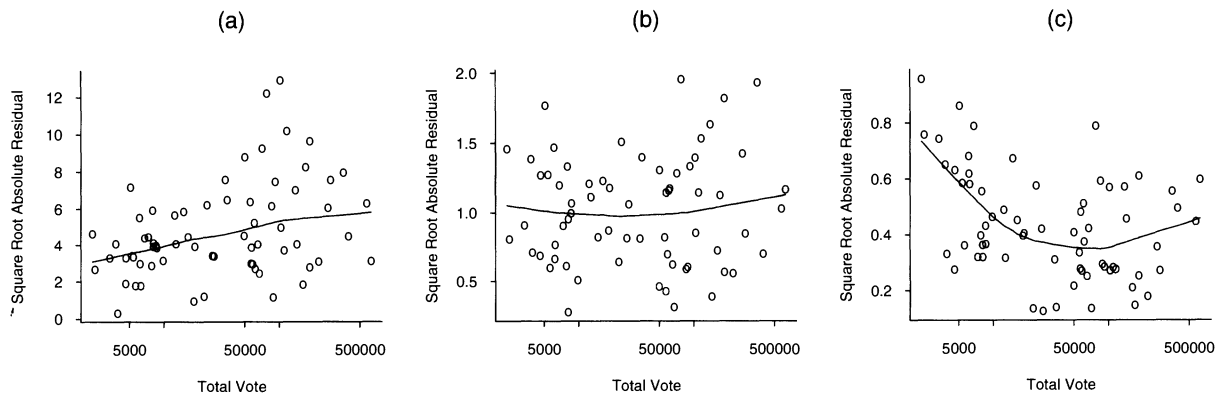 (a)
Square Root Absolute Residual
12
10
8
6
4
2
0
5000
50000
500000
Total Vote
(b)
Square Root Absolute Residual
2.0
1.5
1.0
0.5
5000
50000
500000
Total Vote
(c)
Square Root Absolute Residual
0.8
0.6
0.4
0.2
5000
50000
500000
Total Vote